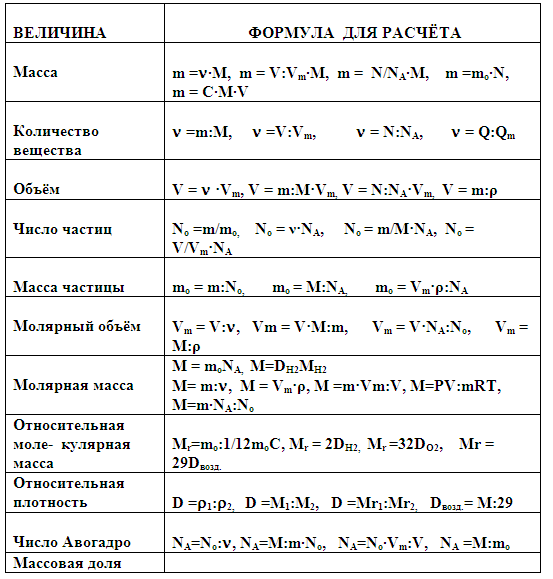 ВЕЛИЧИНА
ФОРМУЛА ДЛЯ РАСЧЁТА
Масса
m =ν·M, m = V:Vm·M, m = N/NA·M, m =mo·N,
m = C·M·V
Количество
вещества
ν =m:M, ν =V:Vm, ν = N:NA, ν = Q:Qm
Объём
V = ν ·Vm, V = m:M·Vm, V = N:NA·Vm, V = m:ρ
Число частиц
No =m/mo, No = ν·NA, No = m/M·NA, No =
V/Vm·NA
Масса частицы
mo = m:No, mo = M:NA, mo = Vm·ρ:NA
Молярный объём
Vm = V:ν, Vm = V·M:m, Vm = V·NA:No, Vm =
M:ρ
Молярная масса
M = moNA, M=DH2MH2
M= m:ν, M = Vm·ρ, M =m·Vm:V, M=PV:mRT,
M=m·NA:No
Относительная
моле- кулярная
масса
Mr=mo:1/12moC, Mr = 2DH2, Mr =32DO2, Mr =
29Dвозд.
Относительная
плотность
D =ρ1:ρ2, D =M1:M2, D =Mr1:Mr2, Dвозд.= M:29
Число Авогадро
NA=No:ν, NA=M:m·No, NA=No·Vm:V, NA =M:mo
Массовая доля